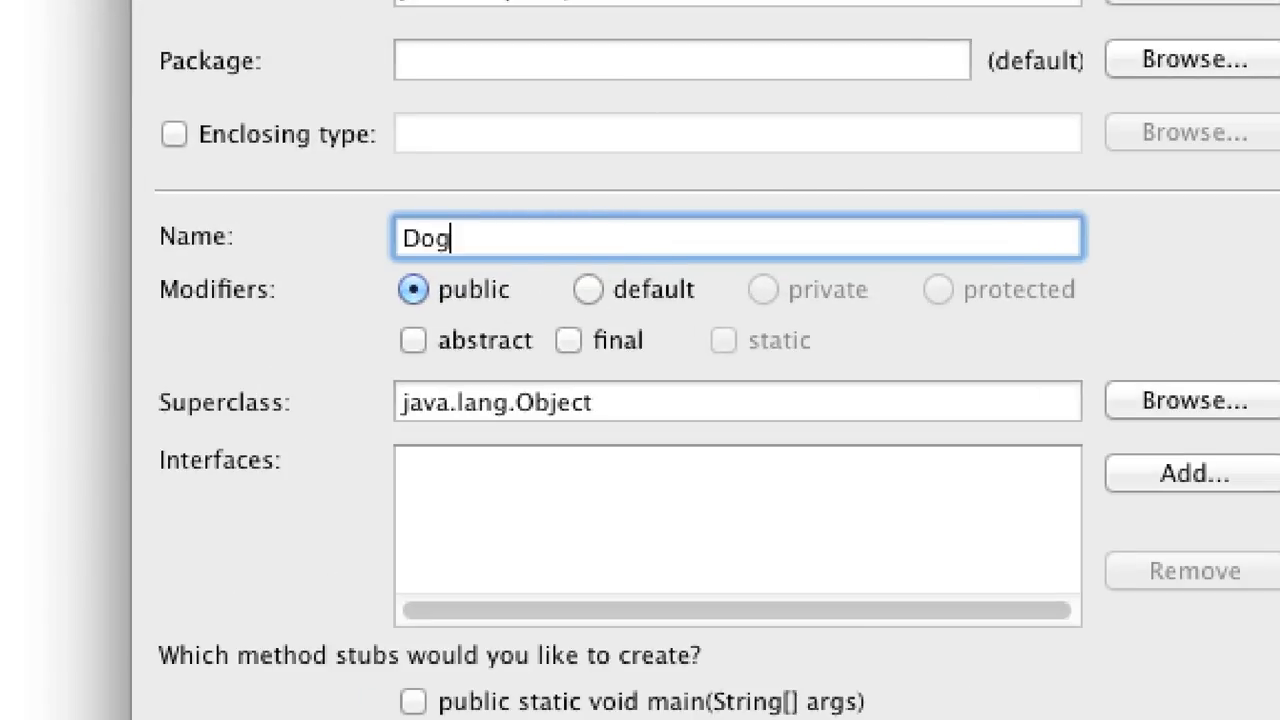 Package: (default) Browse...
Enclosing type: Browse...
Name: Dog
Modifiers: public default private protected
abstract final static
Superclass: java.lang.Object Browse...
Interfaces: Add...
Remove
Which method stubs would you like to create?
public static void main(String[] args)